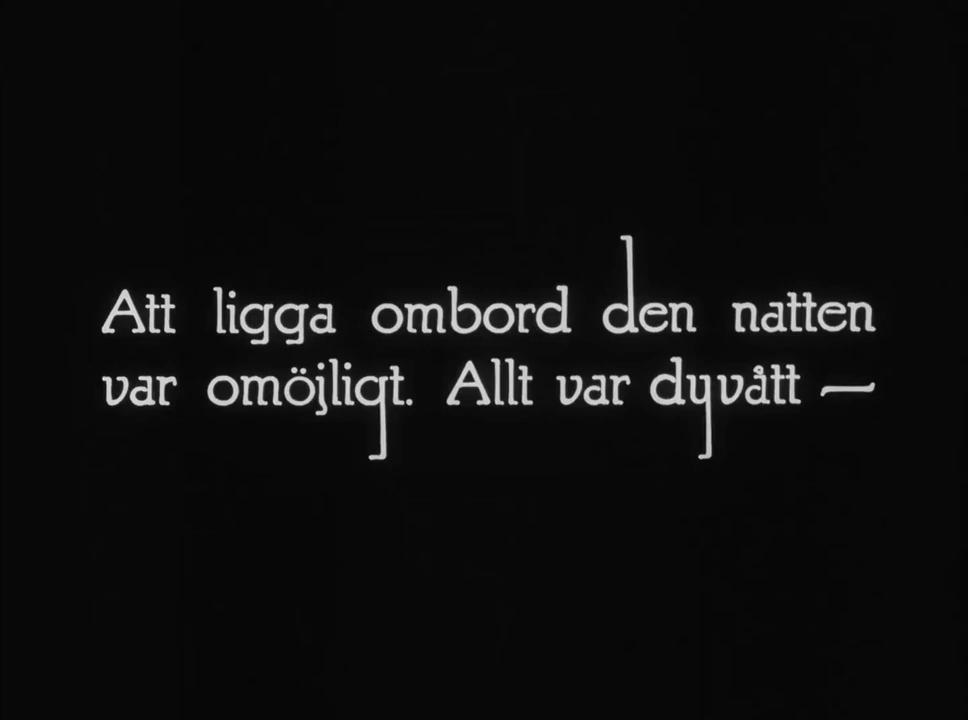 Att ligga ombord den natten
var omöjligt. Allt var dyvått —